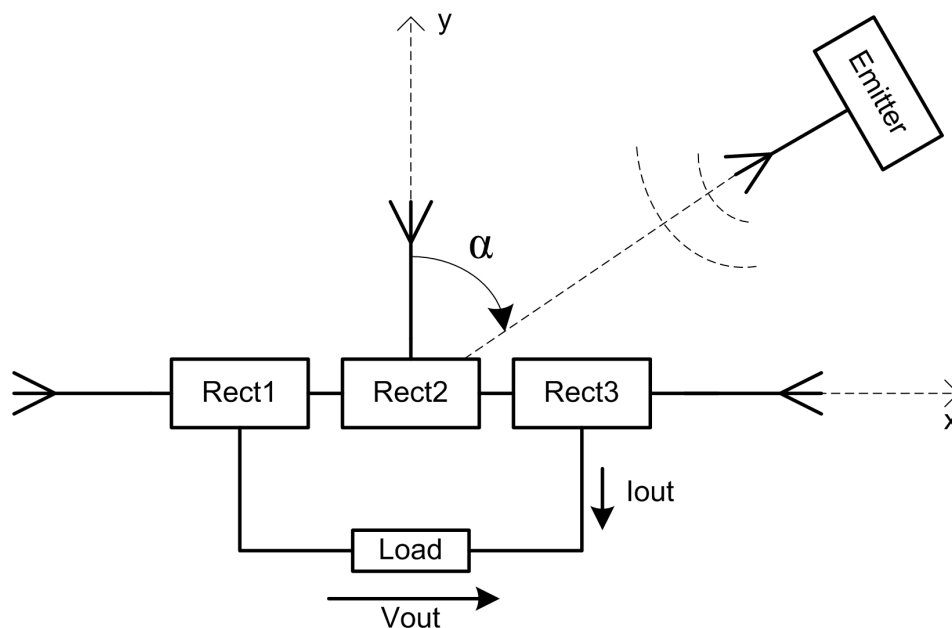 y
Emitter
α
Rect1
Rect2
Rect3
x
Iout
Load
Vout